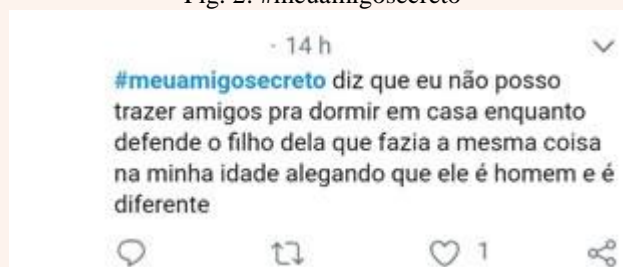 Fig. 2: #meuamigosecreto
· 14 h
#meuamigosecreto diz que eu não posso
trazer amigos pra dormir em casa enquanto
defende o filho dela que fazia a mesma coisa
na minha idade alegando que ele é homem e é
diferente
1